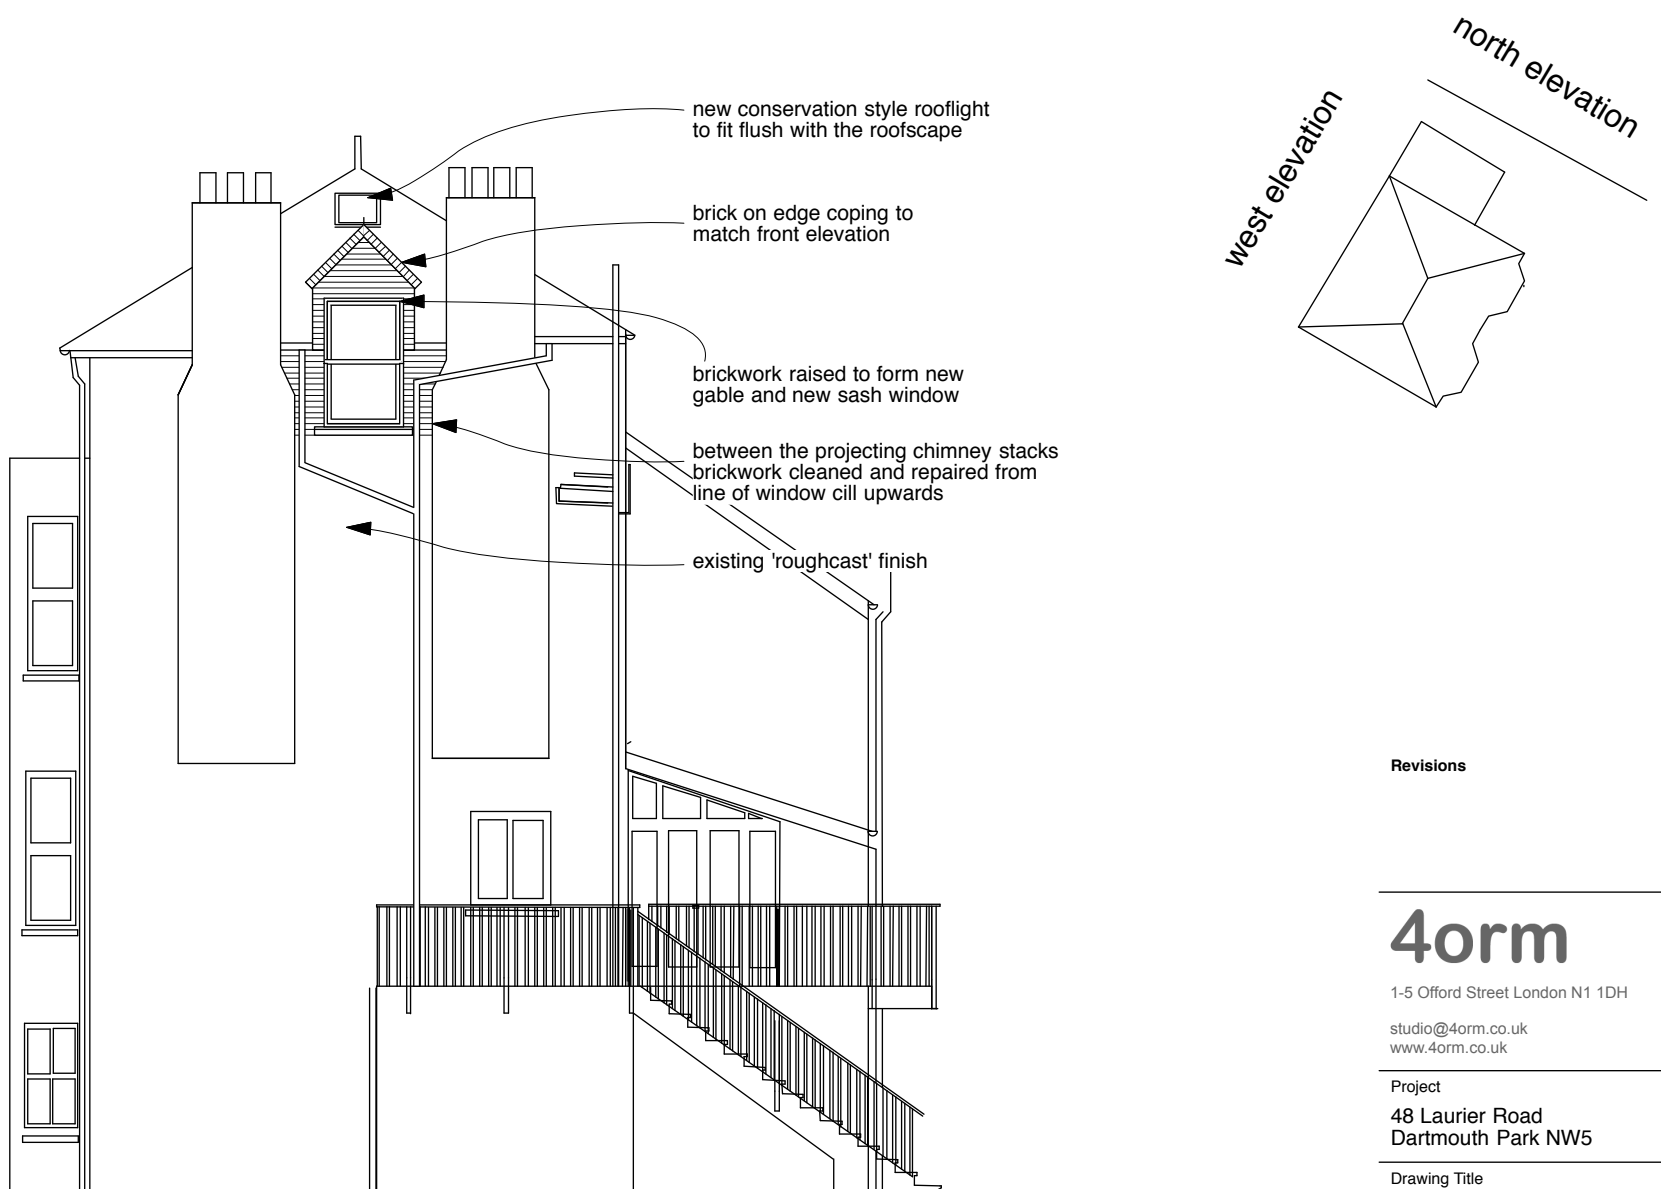 new conservation style rooflight
to fit flush with the roofscape
brick on edge coping to
match front elevation
brickwork raised to form new
gable and new sash window
between the projecting chimney stacks
brickwork cleaned and repaired from
line of window cill upwards
existing 'roughcast' finish
north elevation
west elevation
Revisions
4orm
1-5 Offord Street London N1 1DH
studio@4orm.co.uk
www.4orm.co.uk
Project
48 Laurier Road
Dartmouth Park NW5
Drawing Title